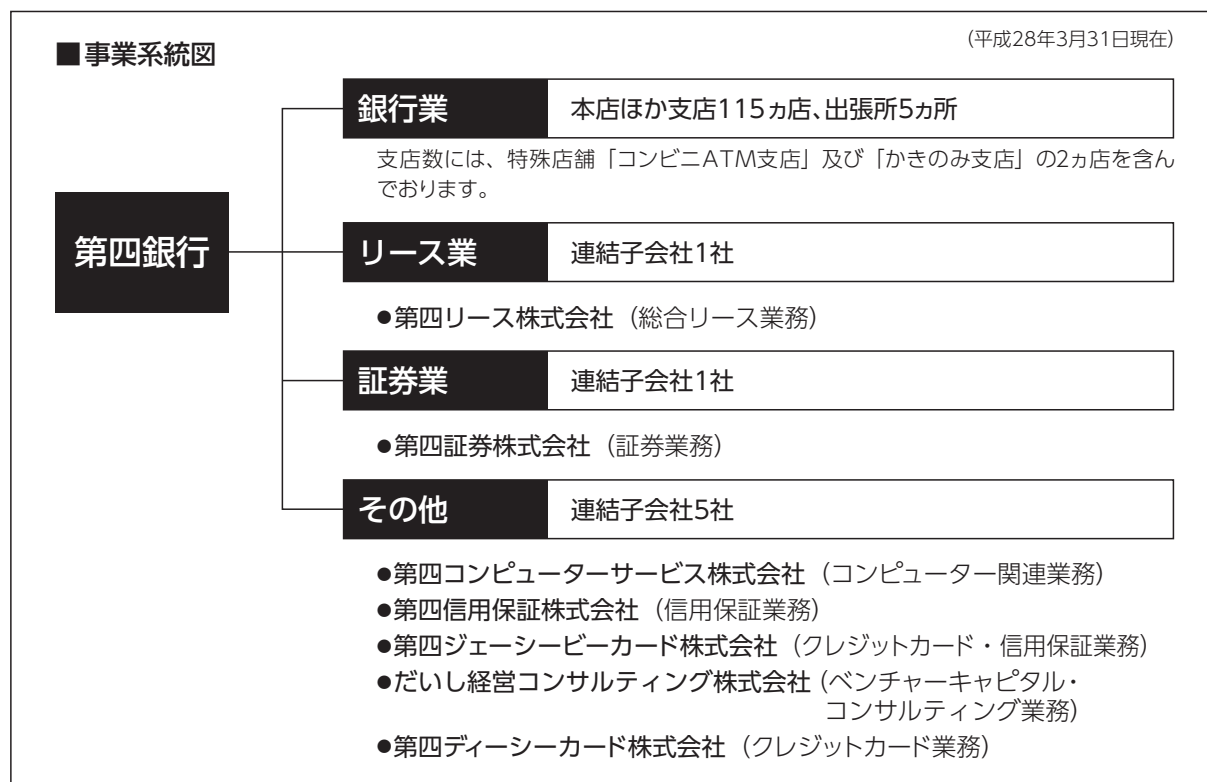 ■事業系統図
(平成28年3月31日現在)
第四銀行
銀行業
本店ほか支店115ヵ店、出張所5ヵ所
支店数には、特殊店舗「コンビニATM支店」及び「かきのみ支店」の2ヵ店を含ん
でおります。
リース業
連結子会社1社
●第四リース株式会社（総合リース業務）
証券業
連結子会社1社
●第四証券株式会社（証券業務）
その他
連結子会社5社
●第四コンピューターサービス株式会社（コンピューター関連業務）
●第四信用保証株式会社（信用保証業務）
●第四ジェーシービーカード株式会社（クレジットカード・信用保証業務）
●だいし経営コンサルティング株式会社（ベンチャーキャピタル・
コンサルティング業務）
●第四ディーシーカード株式会社（クレジットカード業務）